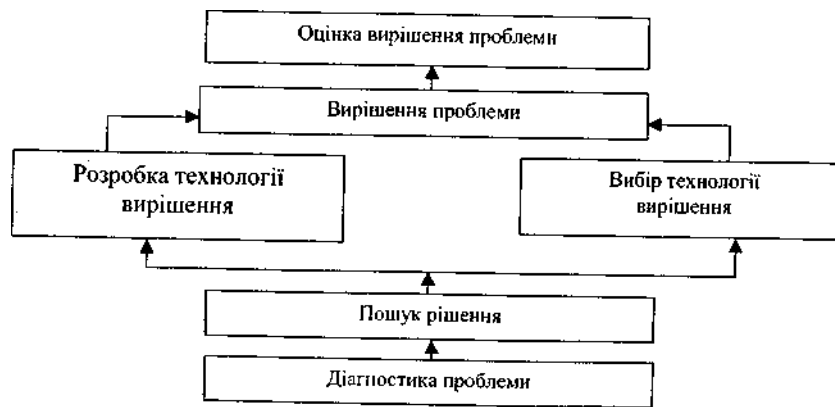 Оцінка вирішення проблеми
Вирішення проблеми
Розробка технології
вирішення
Вибір технології
вирішення
Пошук рішення
Діагностика проблеми